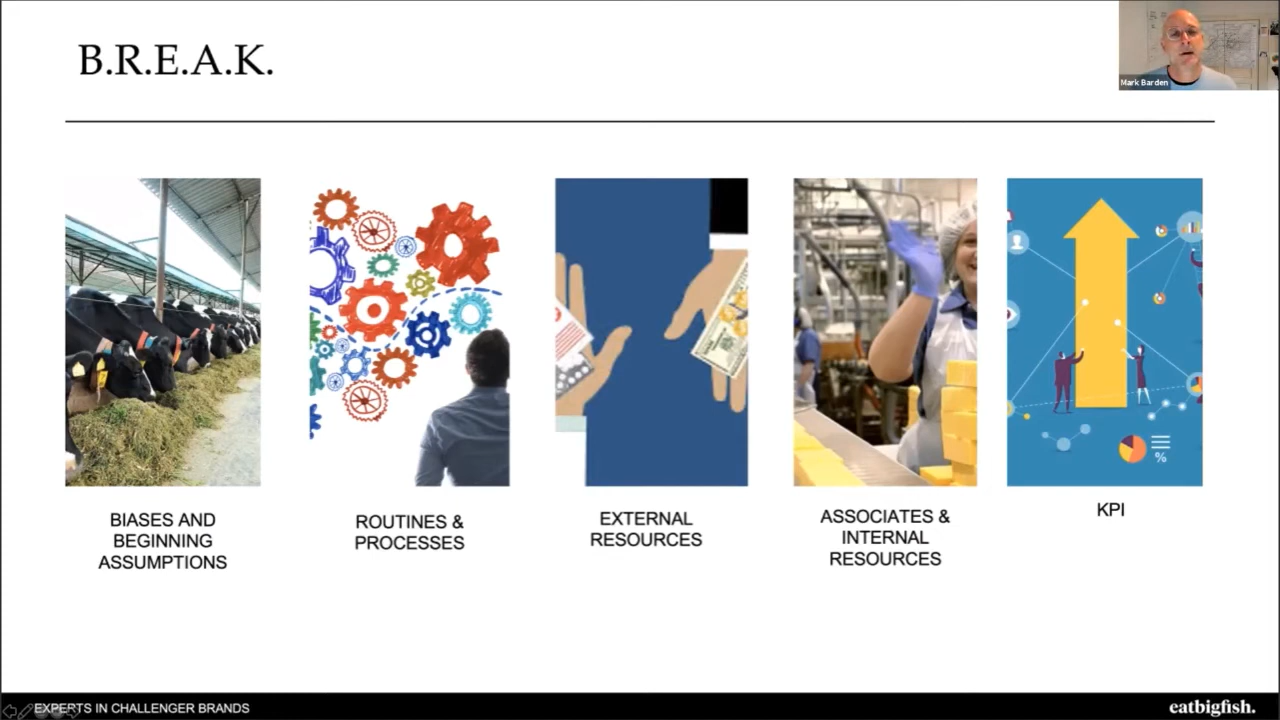 B.R.E.A.K.
Mark Barden
BIASES AND
BEGINNING
ASSUMPTIONS
ROUTINES &
PROCESSES
EXTERNAL
RESOURCES
ASSOCIATES &
INTERNAL
RESOURCES
%
KPI
EXPERTS IN CHALLENGER BRANDS
eatbigfish.